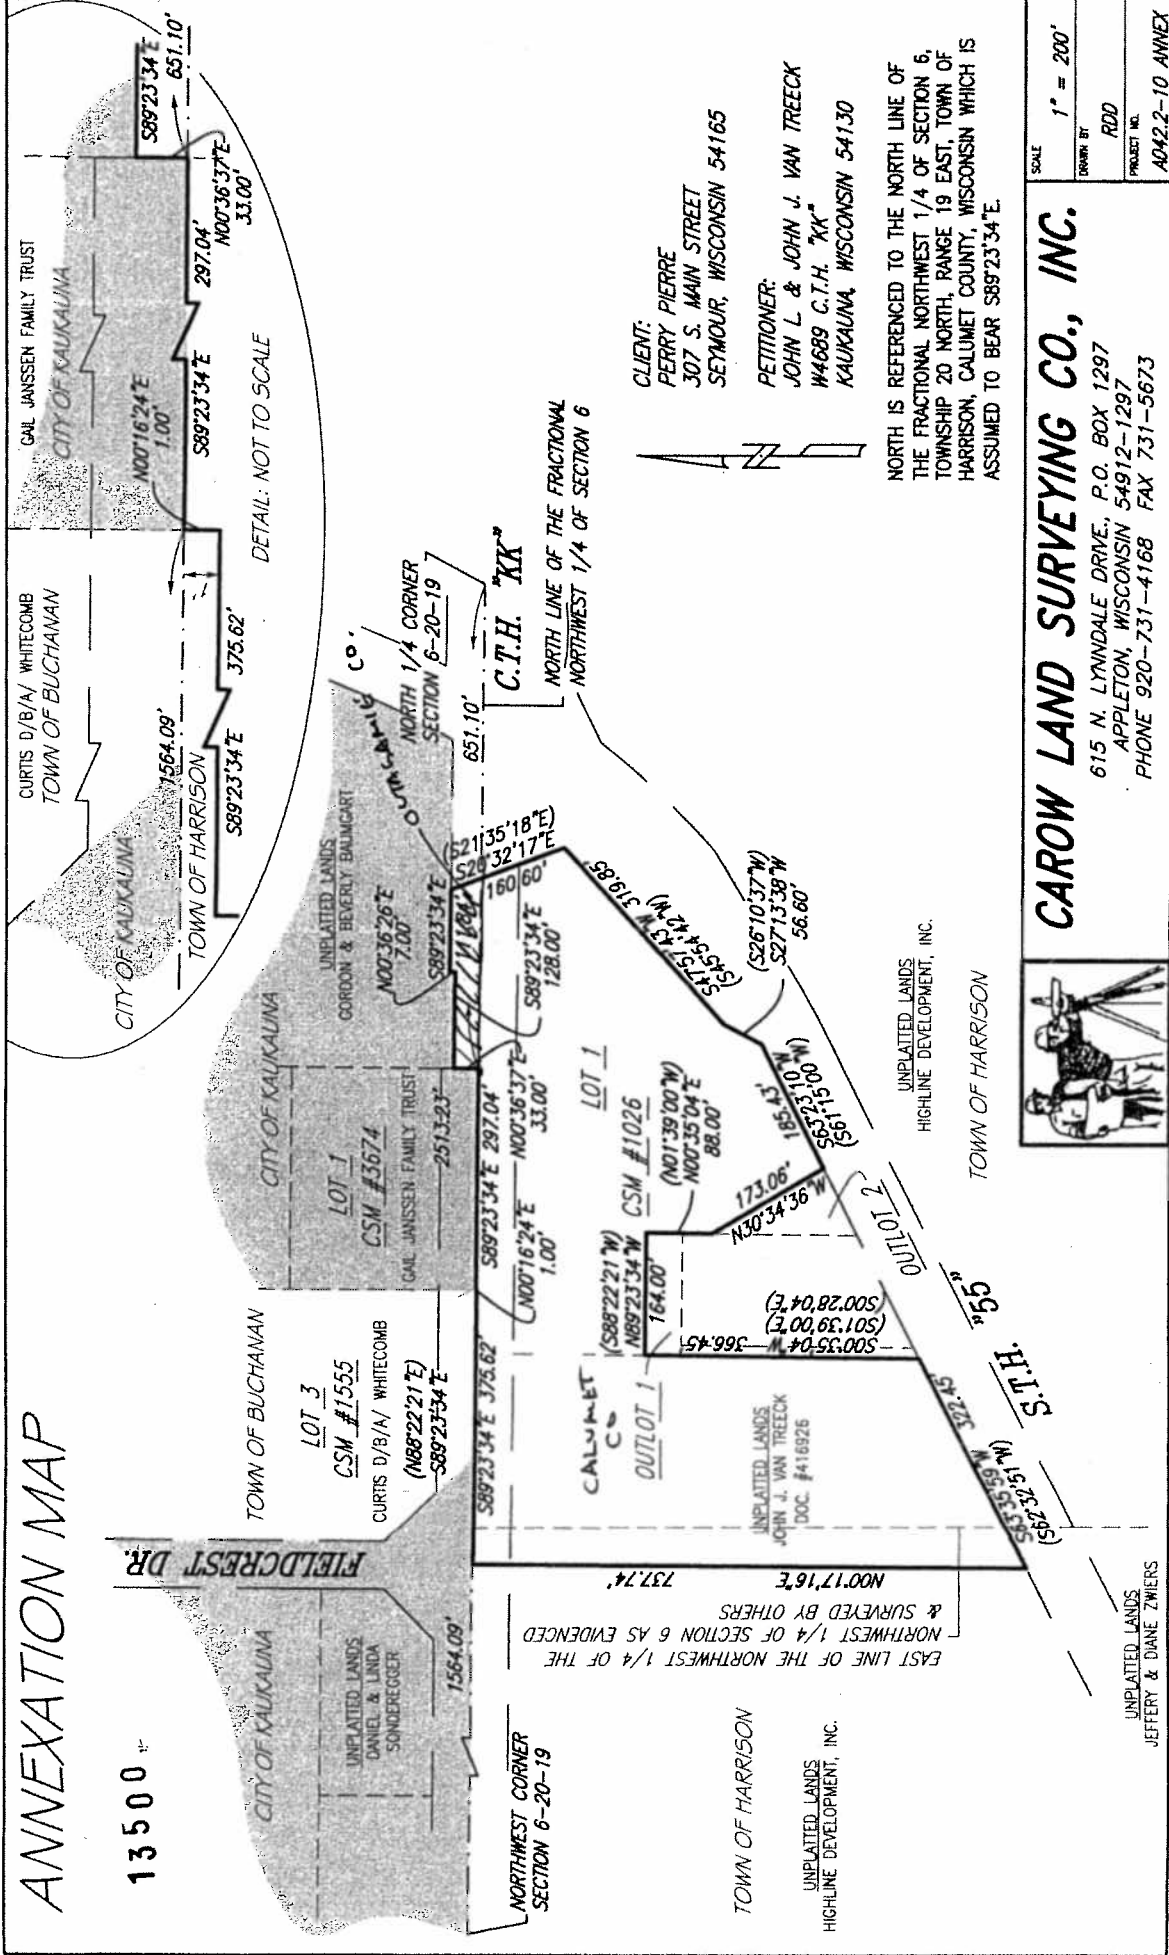 ANNEXATION MAP
13500
CITY OF KAUKAUNA
UNPLATTED LANDS
DANIEL & LINDA
SONDEREGGER
FIELDCREST DR.
1564.09'
NORTHWEST CORNER
SECTION 6-20-19
TOWN OF BUCHANAN
LOT 3
CSM #1555
CURTIS D/B/A/ WHITECOMB
(N88°22'21"E)
S89°23'34"E
CITY OF KAUKAUNA
LOT 1
CSM #3674
GAIL JANSSEN FAMILY TRUST
2513.23'
UNPLATTED LANDS
GORDON & BEVERLY BAUMGART
N00°36'26"E
7.00'
S89°23'34"E
OUTAGAMIE CO.
NORTH 1/4 CORNER
SECTION 6-20-19
651.10'
C.T.H. "KK"
NORTH LINE OF THE FRACTIONAL
NORTHWEST 1/4 OF SECTION 6
S89°23'34"E 375.62'
S89°23'34"E 297.04'
N00°16'24"E
1.00'
N00°36'37"E
33.00'
S89°23'34"E
128.00'
160.60'
(S21°35'18"E)
S20°32'17"E
S47°57'43"W 319.85'
(S45°54'42"W)
(S26°10'37"W)
S27°13'38"W
56.60'
185.43'
S63°23'10"W
(S61°15'00"W)
173.06'
N30°34'36"W
LOT 1
CSM #1026
(N01°39'00"W)
N00°35'04"E
88.00'
(S88°22'21"W)
N89°23'34"W
164.00'
S00°35'04"W 366.45
(S01°39'00"E)
(S00°28'04"E)
CALUMET
CO
OUTLOT 1
UNPLATTED LANDS
JOHN J. VAN TREECK
DOC. #416926
322.45'
S63°35'59"W
(S62°32'51"W)
N00°17'16"E 737.74'
EAST LINE OF THE NORTHWEST 1/4 OF THE
NORTHWEST 1/4 OF SECTION 6 AS EVIDENCED
& SURVEYED BY OTHERS
OUTLOT 2
S.T.H. "55"
TOWN OF HARRISON
UNPLATTED LANDS
HIGHLINE DEVELOPMENT, INC.
UNPLATTED LANDS
JEFFERY & DIANE ZWIERS
UNPLATTED LANDS
HIGHLINE DEVELOPMENT, INC.
TOWN OF HARRISON
CURTIS D/B/A/ WHITECOMB
TOWN OF BUCHANAN
GAIL JANSSEN FAMILY TRUST
CITY OF KAUKAUNA
CITY OF KAUKAUNA
1564.09'
TOWN OF HARRISON
S89°23'34"E 375.62'
N00°16'24"E
1.00'
S89°23'34"E 297.04'
N00°36'37"E
33.00'
S89°23'34"E
651.10'
DETAIL: NOT TO SCALE
CLIENT:
PERRY PIERRE
307 S. MAIN STREET
SEYMOUR, WISCONSIN 54165
PETITIONER:
JOHN L. & JOHN J. VAN TREECK
W4689 C.T.H. "KK"
KAUKAUNA, WISCONSIN 54130
NORTH IS REFERENCED TO THE NORTH LINE OF
THE FRACTIONAL NORTHWEST 1/4 OF SECTION 6,
TOWNSHIP 20 NORTH, RANGE 19 EAST, TOWN OF
HARRISON, CALUMET COUNTY, WISCONSIN WHICH IS
ASSUMED TO BEAR S89°23'34"E.
CAROW LAND SURVEYING CO., INC.
615 N. LYNNDALE DRIVE., P.O. BOX 1297
APPLETON, WISCONSIN 54912-1297
PHONE 920-731-4168 FAX 731-5673
SCALE
1" = 200'
DRAWN BY
RDD
PROJECT NO.
A042.2-10 ANNEX